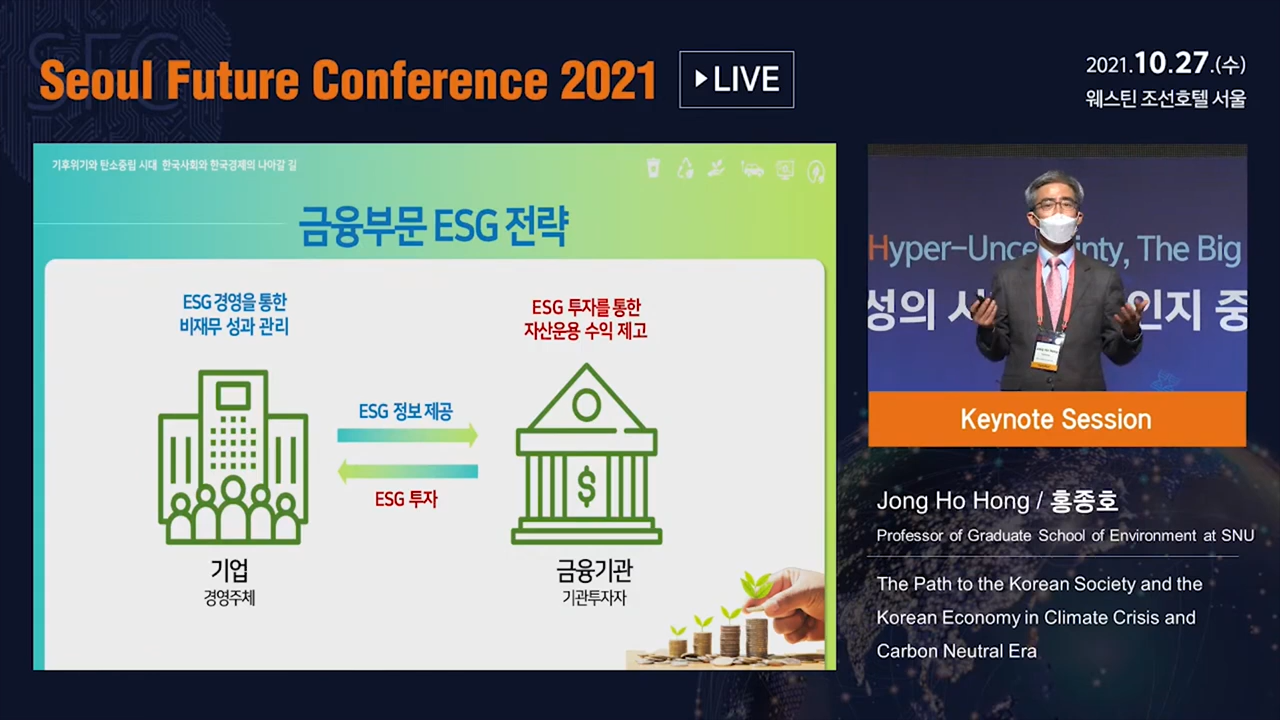 Seoul Future Conference 2021
LIVE
2021.10.27.(수)
웨스틴 조선호텔 서울
기후위기와 탄소중립 시대 한국사회와 한국경제의 나아갈 길
금융부문 ESG 전략
ESG 경영을 통한
비재무 성과 관리
ESG 투자를 통한
자산운용 수익 제고
ESG 정보 제공
ESG 투자
$
기업
경영주체
금융기관
기관투자자
Hyper-Unce nty, The Big
성의 시 인지 중
Keynote Session
Jong Ho Hong / 홍종호
Professor of Graduate School of Environment at SNU
The Path to the Korean Society and the
Korean Economy in Climate Crisis and
Carbon Neutral Era
SFC